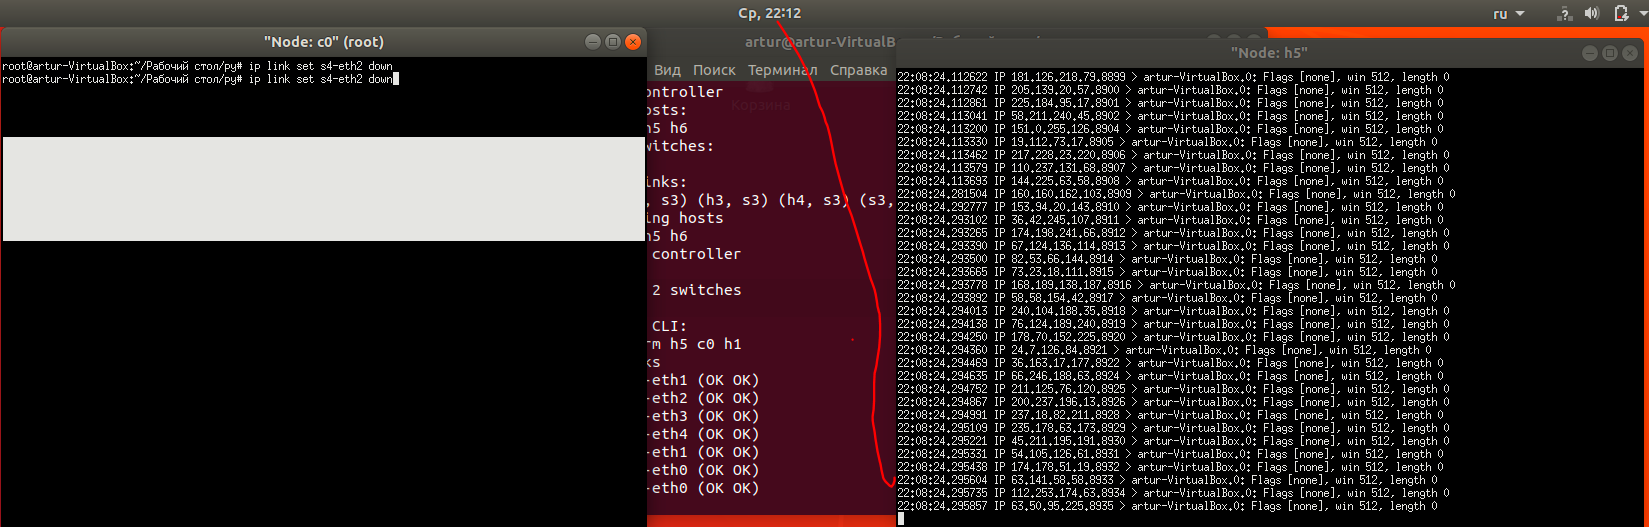 Ср, 22:12
ru
"Node: c0" (root)
root@artur-VirtualBox:~/Рабочий стол/py# ip link set s4-eth2 down
root@artur-VirtualBox:~/Рабочий стол/py# ip link set s4-eth2 down
artur@artur-VirtualB
Вид Поиск Терминал Справка
Корзина
ontroller
osts:
h5 h6
witches:
inks:
, s3) (h3, s3) (h4, s3) (s3,
ing hosts
h5 h6
controller
2 switches
CLI:
rm h5 c0 h1
ks
-eth1 (OK OK)
-eth2 (OK OK)
-eth3 (OK OK)
-eth4 (OK OK)
-eth1 (OK OK)
-eth0 (OK OK)
-eth0 (OK OK)
"Node: h5"
22:08:24.112622 IP 181.126.218.79.8899 > artur-VirtualBox.0: Flags [none], win 512, length 0
22:08:24.112742 IP 205.139.20.57.8900 > artur-VirtualBox.0: Flags [none], win 512, length 0
22:08:24.112861 IP 225.184.95.17.8901 > artur-VirtualBox.0: Flags [none], win 512, length 0
22:08:24.113041 IP 58.211.240.45.8902 > artur-VirtualBox.0: Flags [none], win 512, length 0
22:08:24.113200 IP 151.0.255.126.8904 > artur-VirtualBox.0: Flags [none], win 512, length 0
22:08:24.113330 IP 19.112.73.17.8905 > artur-VirtualBox.0: Flags [none], win 512, length 0
22:08:24.113462 IP 217.228.23.220.8906 > artur-VirtualBox.0: Flags [none], win 512, length 0
22:08:24.113579 IP 110.237.131.68.8907 > artur-VirtualBox.0: Flags [none], win 512, length 0
22:08:24.113693 IP 144.225.63.58.8908 > artur-VirtualBox.0: Flags [none], win 512, length 0
22:08:24.281504 IP 160.160.162.103.8909 > artur-VirtualBox.0: Flags [none], win 512, length 0
22:08:24.292777 IP 153.94.20.143.8910 > artur-VirtualBox.0: Flags [none], win 512, length 0
22:08:24.293102 IP 36.42.245.107.8911 > artur-VirtualBox.0: Flags [none], win 512, length 0
22:08:24.293265 IP 174.198.241.66.8912 > artur-VirtualBox.0: Flags [none], win 512, length 0
22:08:24.293390 IP 67.124.136.114.8913 > artur-VirtualBox.0: Flags [none], win 512, length 0
22:08:24.293500 IP 82.53.66.144.8914 > artur-VirtualBox.0: Flags [none], win 512, length 0
22:08:24.293665 IP 73.23.18.111.8915 > artur-VirtualBox.0: Flags [none], win 512, length 0
22:08:24.293778 IP 168.189.138.187.8916 > artur-VirtualBox.0: Flags [none], win 512, length 0
22:08:24.293892 IP 58.58.154.42.8917 > artur-VirtualBox.0: Flags [none], win 512, length 0
22:08:24.294013 IP 240.104.188.35.8918 > artur-VirtualBox.0: Flags [none], win 512, length 0
22:08:24.294138 IP 76.124.189.240.8919 > artur-VirtualBox.0: Flags [none], win 512, length 0
22:08:24.294250 IP 178.70.152.225.8920 > artur-VirtualBox.0: Flags [none], win 512, length 0
22:08:24.294360 IP 24.7.126.84.8921 > artur-VirtualBox.0: Flags [none], win 512, length 0
22:08:24.294469 IP 36.163.17.177.8922 > artur-VirtualBox.0: Flags [none], win 512, length 0
22:08:24.294635 IP 66.246.188.63.8924 > artur-VirtualBox.0: Flags [none], win 512, length 0
22:08:24.294752 IP 211.125.76.120.8925 > artur-VirtualBox.0: Flags [none], win 512, length 0
22:08:24.294867 IP 200.237.196.13.8926 > artur-VirtualBox.0: Flags [none], win 512, length 0
22:08:24.294991 IP 237.18.82.211.8928 > artur-VirtualBox.0: Flags [none], win 512, length 0
22:08:24.295109 IP 235.178.63.173.8929 > artur-VirtualBox.0: Flags [none], win 512, length 0
22:08:24.295221 IP 45.211.195.191.8930 > artur-VirtualBox.0: Flags [none], win 512, length 0
22:08:24.295331 IP 54.105.126.61.8931 > artur-VirtualBox.0: Flags [none], win 512, length 0
22:08:24.295438 IP 174.178.51.19.8932 > artur-VirtualBox.0: Flags [none], win 512, length 0
22:08:24.295604 IP 63.141.58.58.8933 > artur-VirtualBox.0: Flags [none], win 512, length 0
22:08:24.295735 IP 112.253.174.63.8934 > artur-VirtualBox.0: Flags [none], win 512, length 0
22:08:24.295857 IP 63.50.95.225.8935 > artur-VirtualBox.0: Flags [none], win 512, length 0